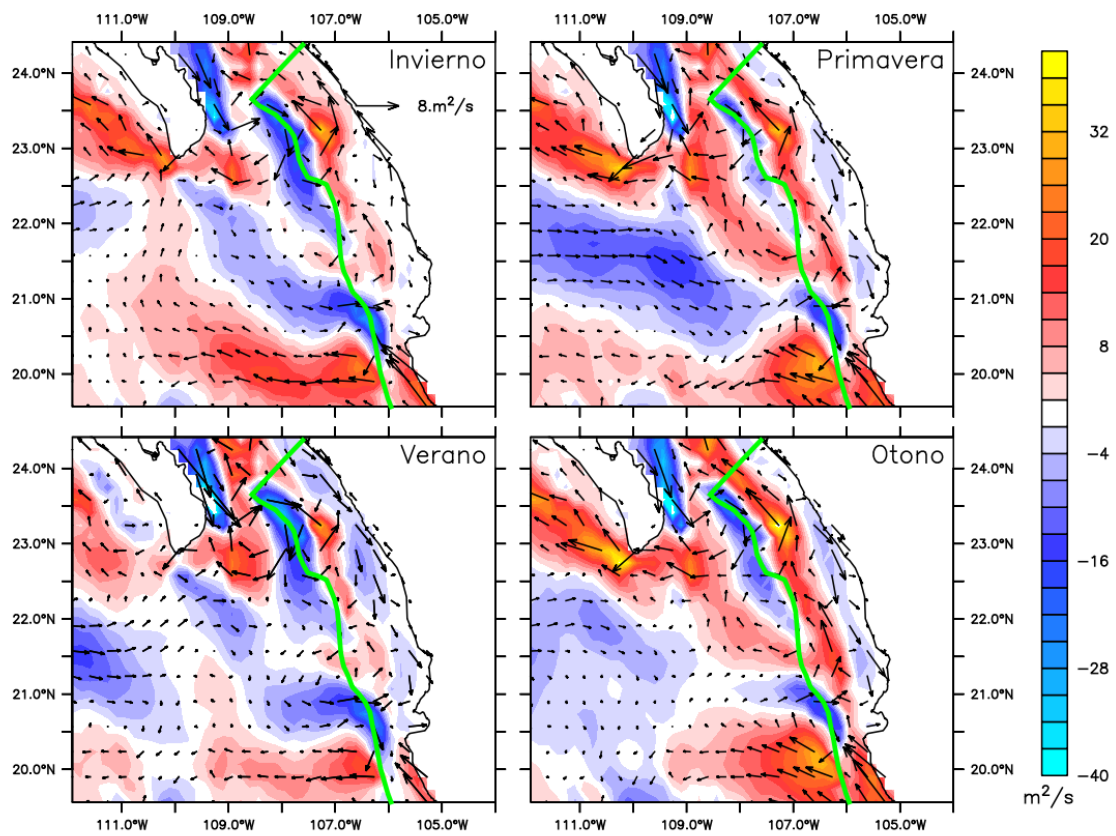 111.0°W 109.0°W 107.0°W 105.0°W 111.0°W 109.0°W 107.0°W 105.0°W
24.0°N Invierno Primavera 24.0°N
8.m²/s
23.0°N 23.0°N
22.0°N 22.0°N
21.0°N 21.0°N
20.0°N 20.0°N
24.0°N Verano Otono 24.0°N
23.0°N 23.0°N
22.0°N 22.0°N
21.0°N 21.0°N
20.0°N 20.0°N
111.0°W 109.0°W 107.0°W 105.0°W 111.0°W 109.0°W 107.0°W 105.0°W
32
20
8
−4
−16
−28
−40
m²/s